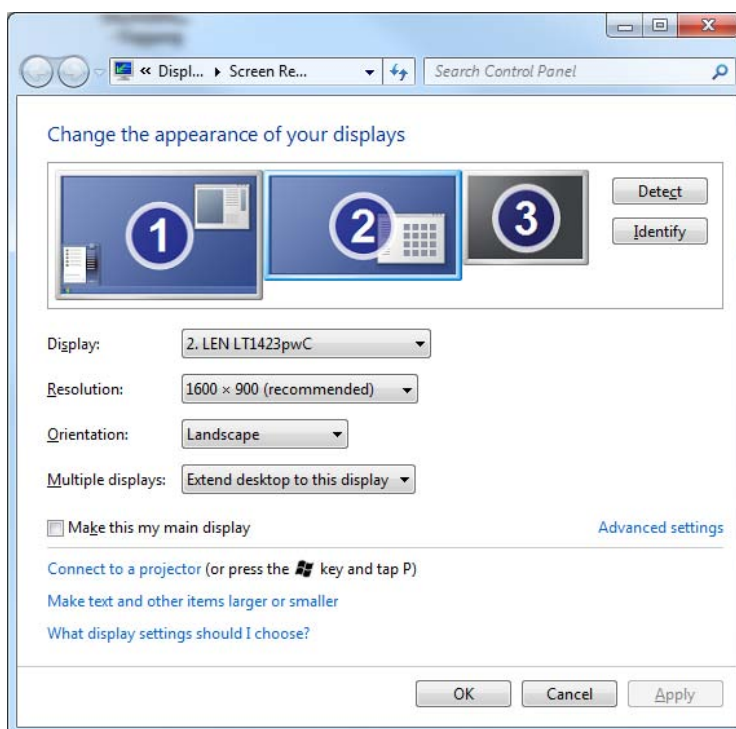 « Displ... ▸ Screen Re...
Search Control Panel
Change the appearance of your displays
1
2
3
Detect
Identify
Display: 2. LEN LT1423pwC
Resolution: 1600 × 900 (recommended)
Orientation: Landscape
Multiple displays: Extend desktop to this display
Make this my main display
Advanced settings
Connect to a projector (or press the key and tap P)
Make text and other items larger or smaller
What display settings should I choose?
OK Cancel Apply